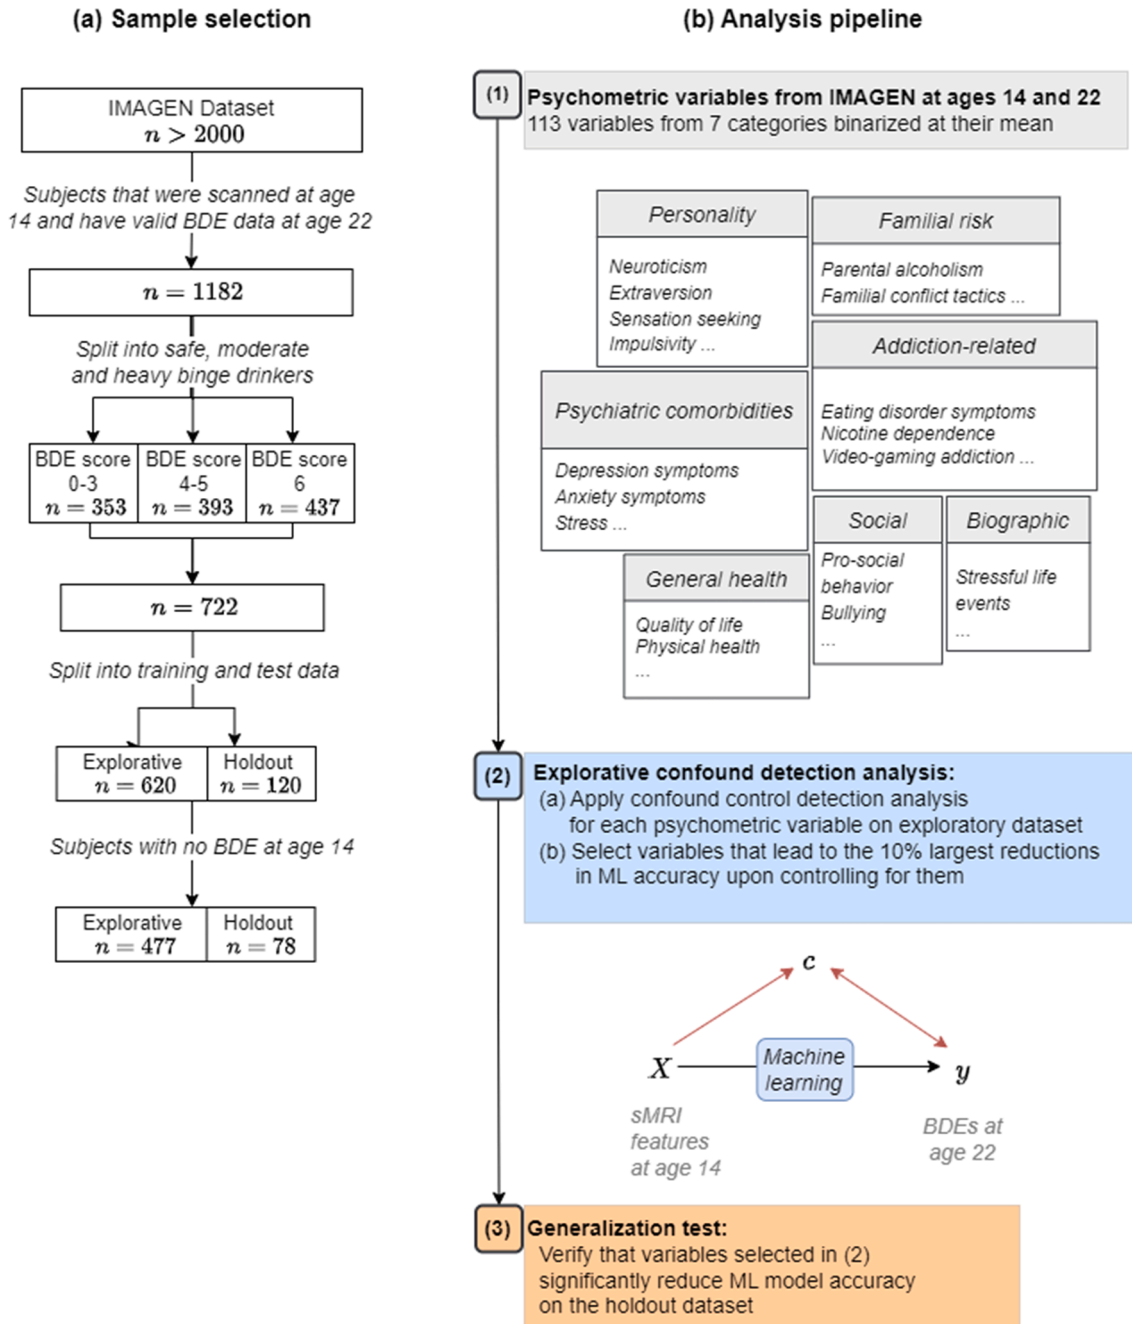 (a) Sample selection
IMAGEN Dataset
n > 2000
Subjects that were scanned at age
14 and have valid BDE data at age 22
n = 1182
Split into safe, moderate
and heavy binge drinkers
BDE score
0-3
n = 353
BDE score
4-5
n = 393
BDE score
6
n = 437
n = 722
Split into training and test data
Explorative
n = 620
Holdout
n = 120
Subjects with no BDE at age 14
Explorative
n = 477
Holdout
n = 78
(b) Analysis pipeline
(1)
Psychometric variables from IMAGEN at ages 14 and 22
113 variables from 7 categories binarized at their mean
Personality
Neuroticism
Extraversion
Sensation seeking
Impulsivity ...
Familial risk
Parental alcoholism
Familial conflict tactics ...
Addiction-related
Eating disorder symptoms
Nicotine dependence
Video-gaming addiction ...
Psychiatric comorbidities
Depression symptoms
Anxiety symptoms
Stress ...
Social
Pro-social
behavior
Bullying
...
Biographic
Stressful life
events
...
General health
Quality of life
Physical health
...
(2)
Explorative confound detection analysis:
(a) Apply confound control detection analysis
for each psychometric variable on exploratory dataset
(b) Select variables that lead to the 10% largest reductions
in ML accuracy upon controlling for them
c
X
Machine
learning
y
sMRI
features
at age 14
BDEs at
age 22
(3)
Generalization test:
Verify that variables selected in (2)
significantly reduce ML model accuracy
on the holdout dataset